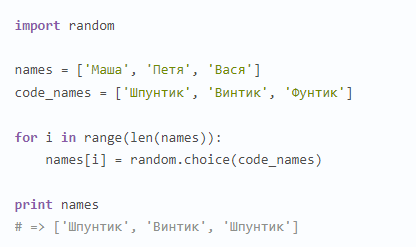 import random
names = ['Маша', 'Петя', 'Вася']
code_names = ['Шпунтик', 'Винтик', 'Фунтик']
for i in range(len(names)):
    names[i] = random.choice(code_names)
print names
# => ['Шпунтик', 'Винтик', 'Шпунтик']